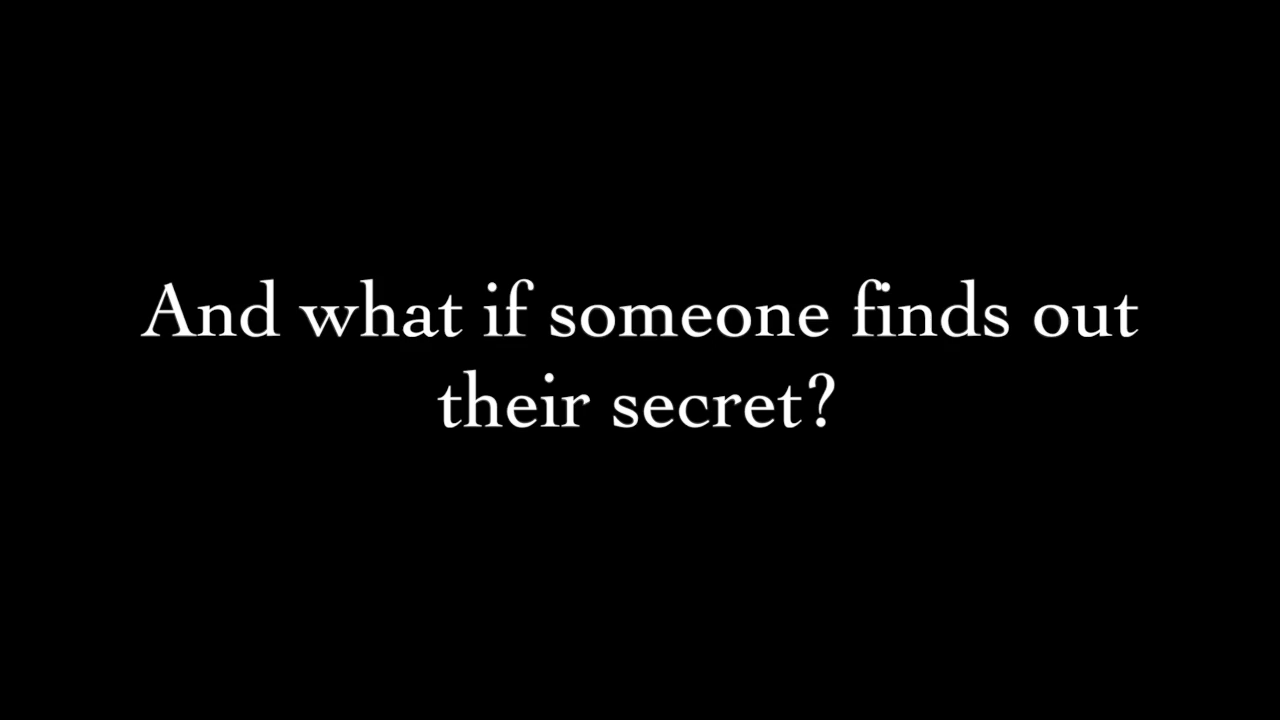 And what if someone finds out
their secret?